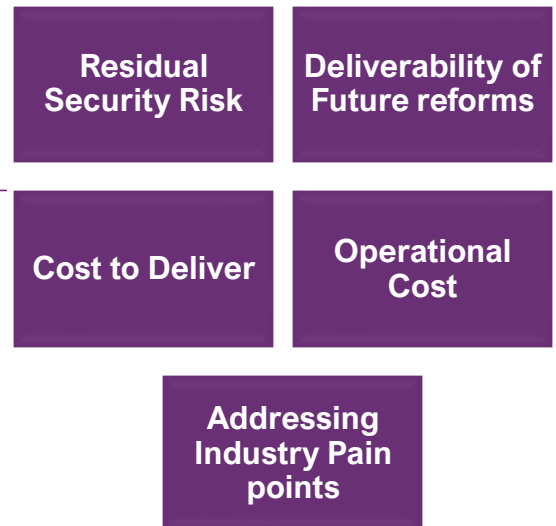 Residual
Security Risk
Deliverability of
Future reforms
Cost to Deliver
Operational
Cost
Addressing
Industry Pain
points